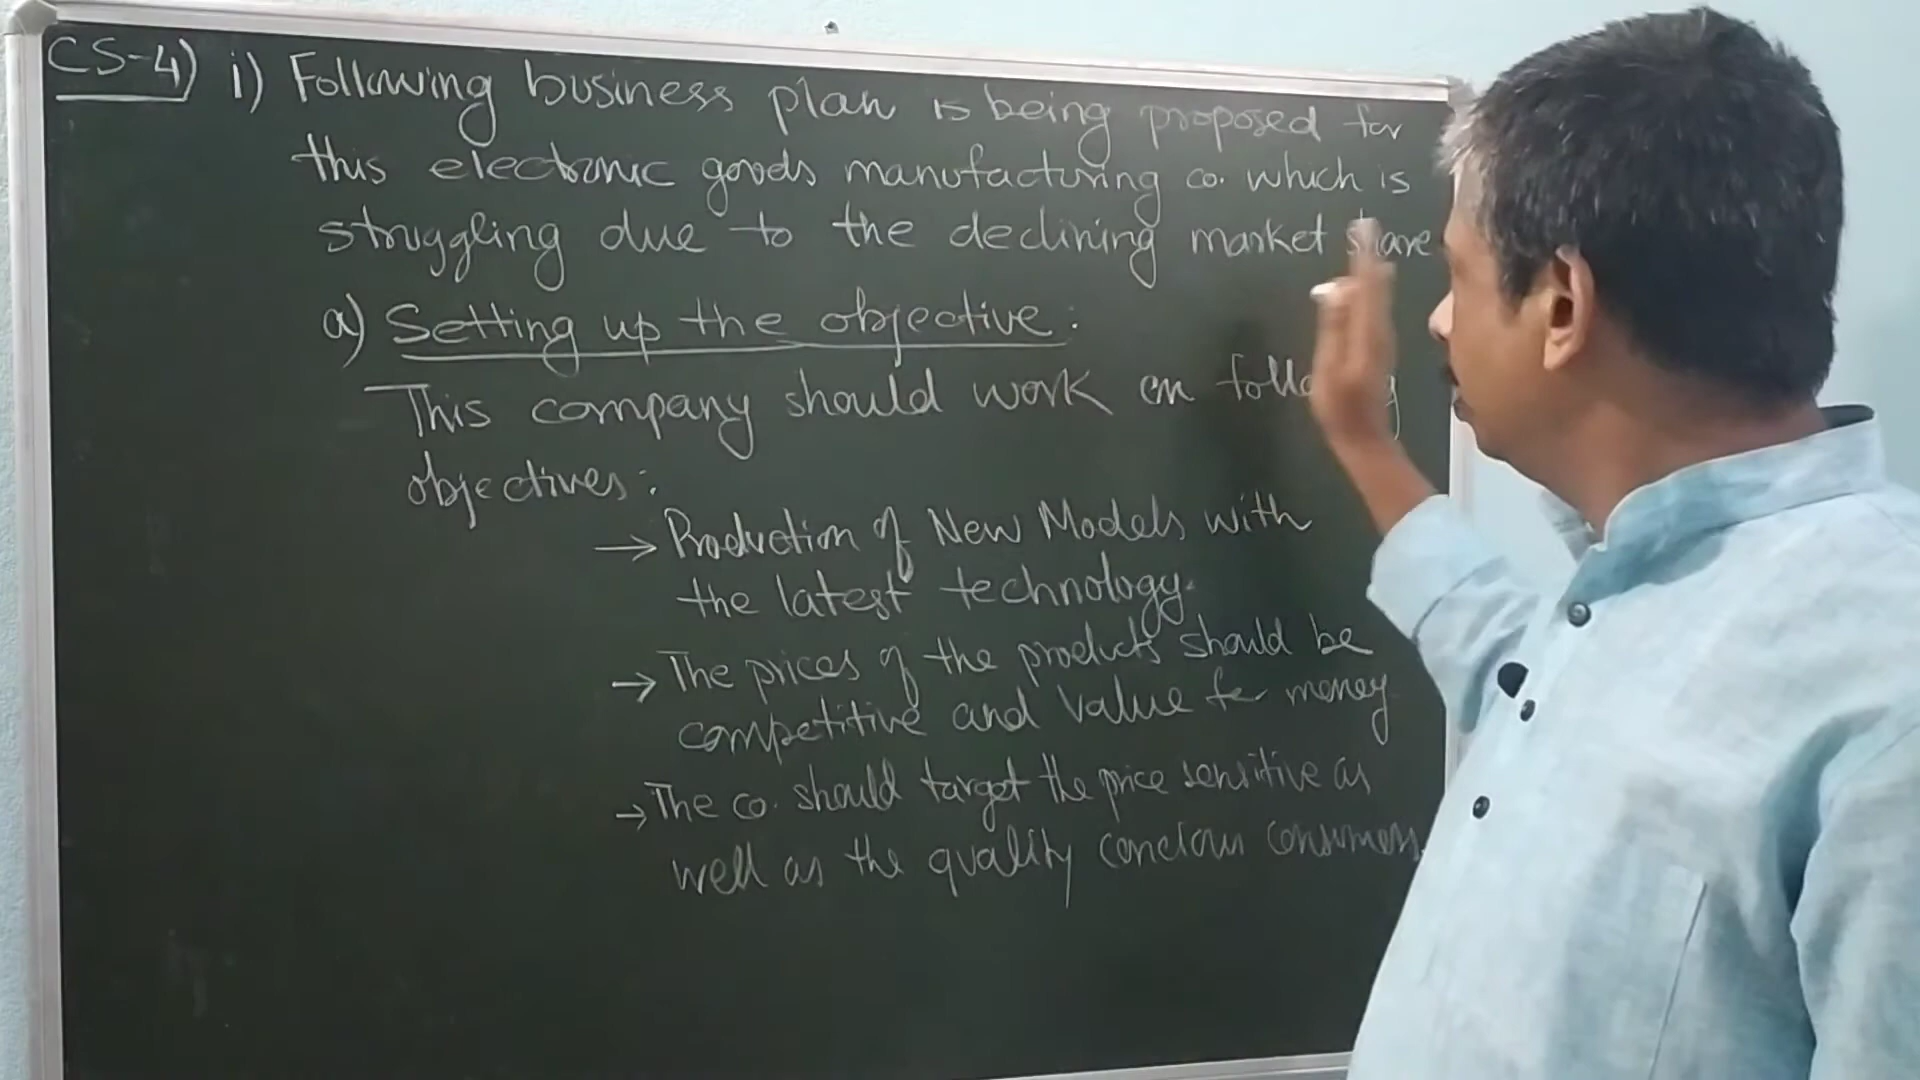 CS-4) i) Following business plan is being proposed for
this electronic goods manufacturing co. which is
struggling due to the declining market share
a) Setting up the objective:
This company should work on
objectives:
→ Production of New Models with
the latest technology.
→ The prices of the products should be
competitive and value for money
→ The co. should target the price sensitive as
well as the quality concious consumers